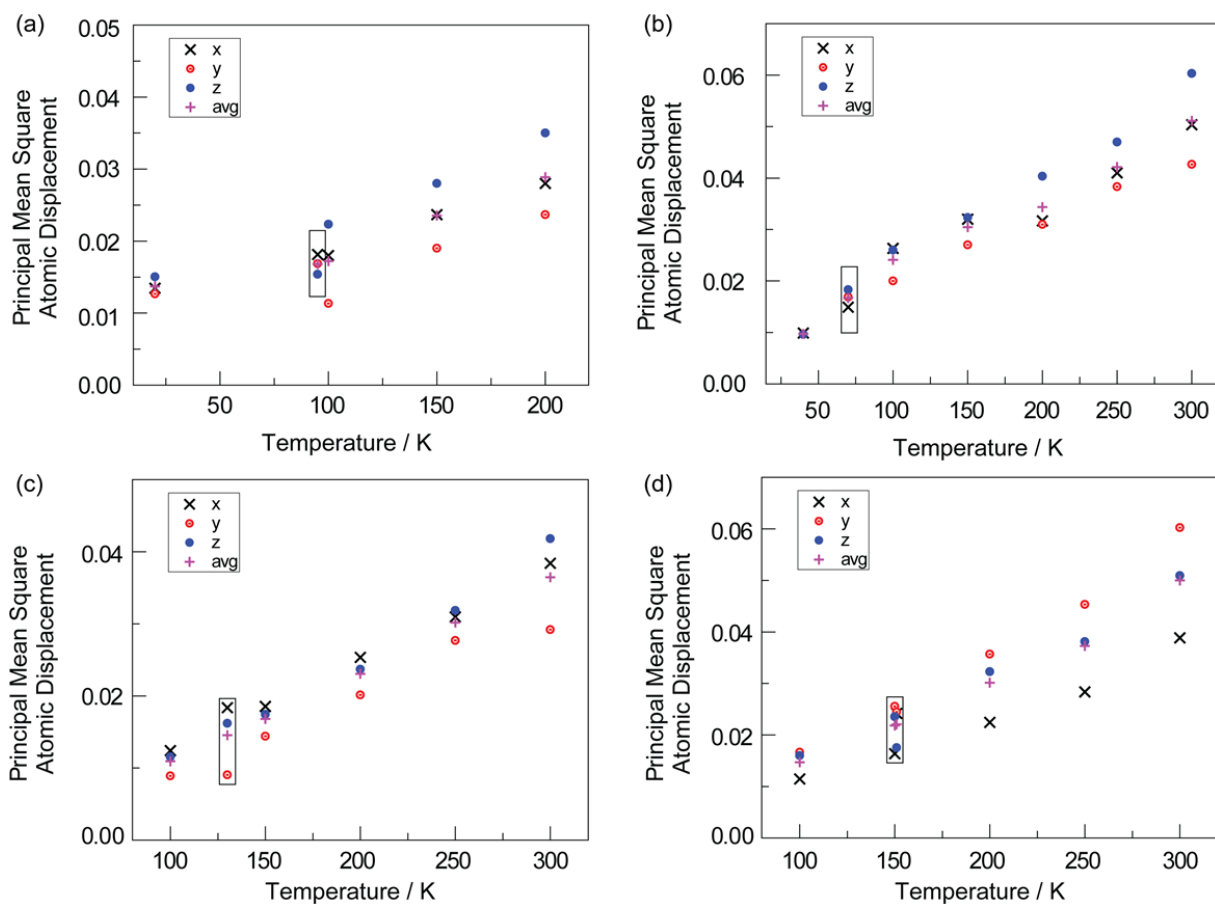 (a)
Principal Mean Square
Atomic Displacement
0.05
0.04
0.03
0.02
0.01
0.00
x
y
z
avg
50 100 150 200
Temperature / K
(b)
Principal Mean Square
Atomic Displacement
0.06
0.04
0.02
0.00
x
y
z
avg
50 100 150 200 250 300
Temperature / K
(c)
Principal Mean Square
Atomic Displacement
0.04
0.02
0.00
x
y
z
avg
100 150 200 250 300
Temperature / K
(d)
Principal Mean Square
Atomic Displacement
0.06
0.04
0.02
0.00
x
y
z
avg
100 150 200 250 300
Temperature / K